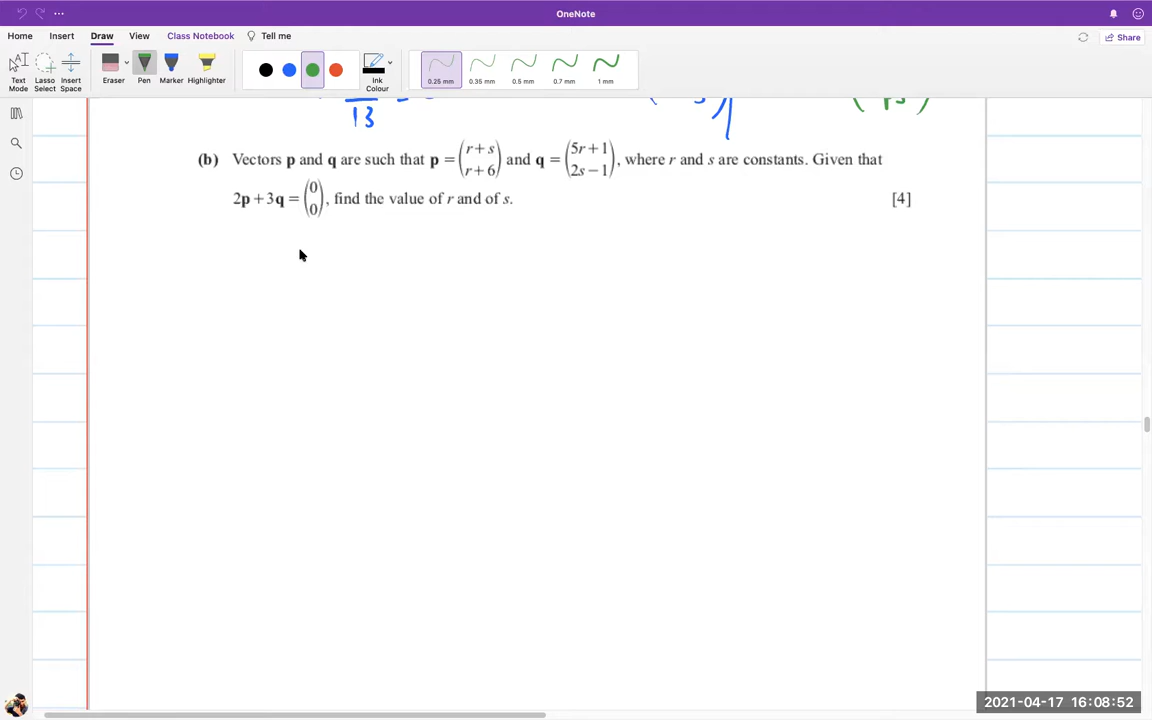 OneNote
Home Insert Draw View Class Notebook Tell me
Share
Text Mode
Lasso Select
Insert Space
Eraser
Pen
Marker
Highlighter
Ink Colour
0.25 mm
0.35 mm
0.5 mm
0.7 mm
1 mm
13
(b) Vectors p and q are such that p = (r + s / r + 6) and q = (5r + 1 / 2s − 1), where r and s are constants. Given that
2p + 3q = (0 / 0), find the value of r and of s. [4]
2021-04-17 16:08:52